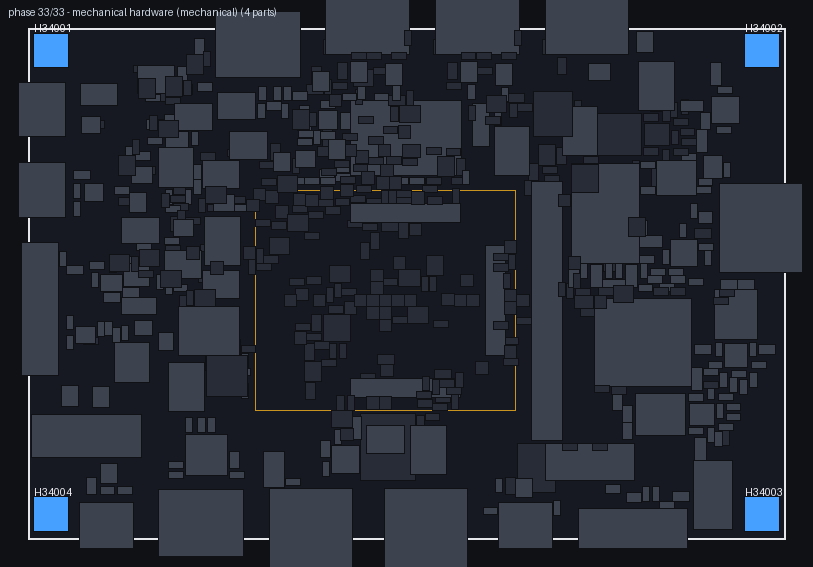 phase 33/33 - mechanical hardware (mechanical) (4 parts)
H34001
H34002
H34004
H34003